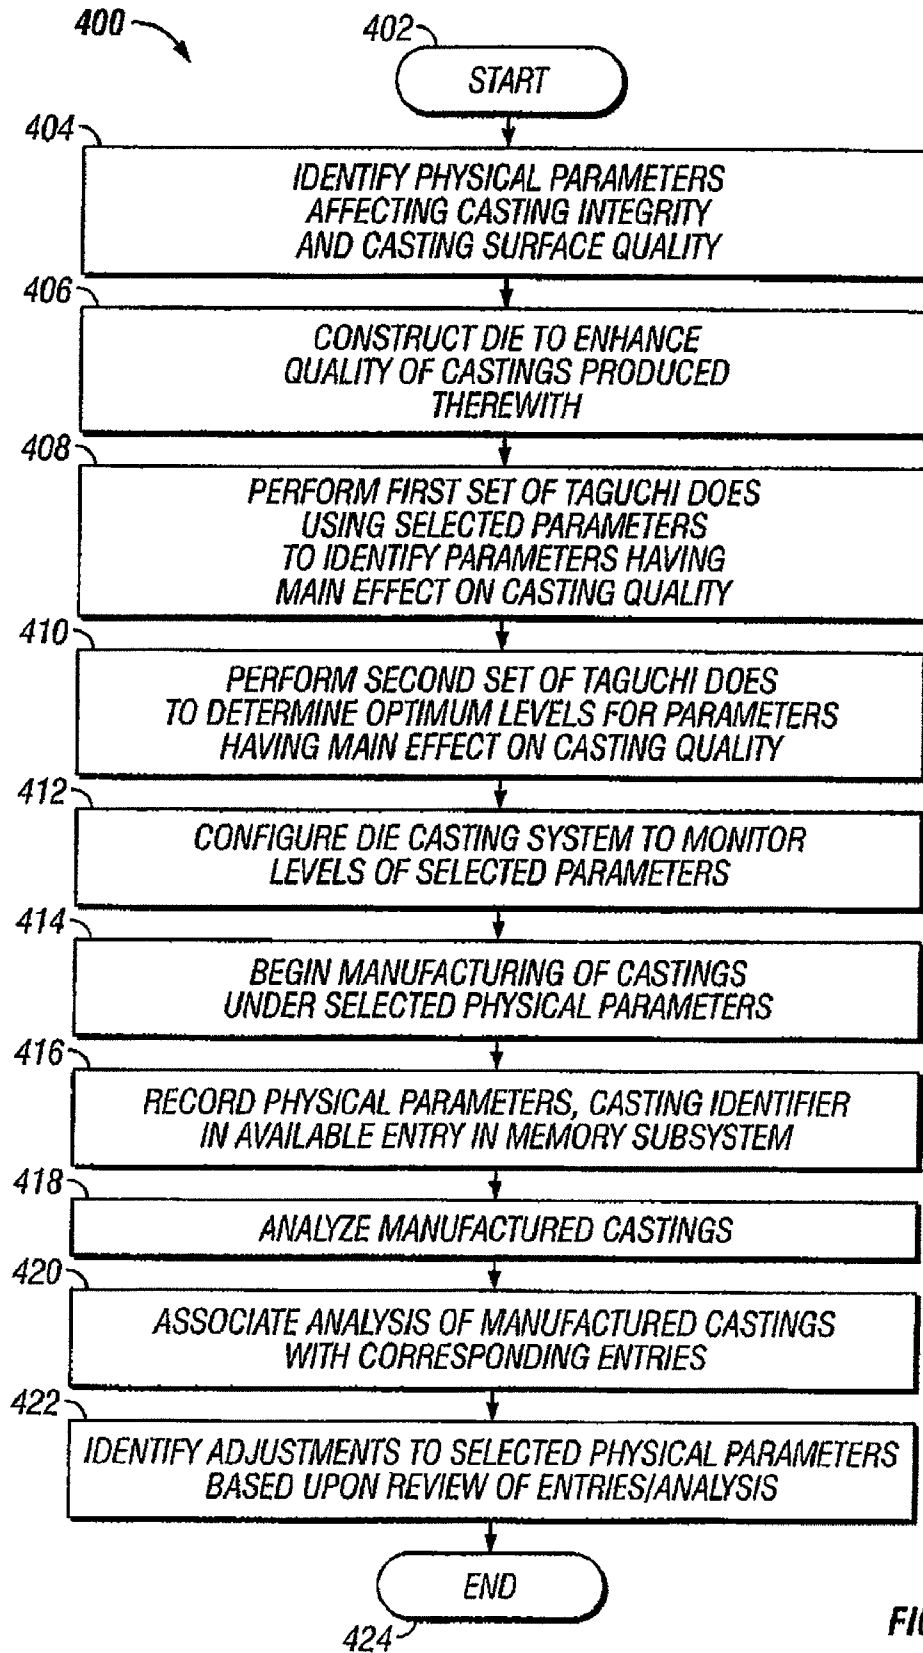 400
402
START
404
IDENTIFY PHYSICAL PARAMETERS
AFFECTING CASTING INTEGRITY
AND CASTING SURFACE QUALITY
406
CONSTRUCT DIE TO ENHANCE
QUALITY OF CASTINGS PRODUCED
THEREWITH
408
PERFORM FIRST SET OF TAGUCHI DOES
USING SELECTED PARAMETERS
TO IDENTIFY PARAMETERS HAVING
MAIN EFFECT ON CASTING QUALITY
410
PERFORM SECOND SET OF TAGUCHI DOES
TO DETERMINE OPTIMUM LEVELS FOR PARAMETERS
HAVING MAIN EFFECT ON CASTING QUALITY
412
CONFIGURE DIE CASTING SYSTEM TO MONITOR
LEVELS OF SELECTED PARAMETERS
414
BEGIN MANUFACTURING OF CASTINGS
UNDER SELECTED PHYSICAL PARAMETERS
416
RECORD PHYSICAL PARAMETERS, CASTING IDENTIFIER
IN AVAILABLE ENTRY IN MEMORY SUBSYSTEM
418
ANALYZE MANUFACTURED CASTINGS
420
ASSOCIATE ANALYSIS OF MANUFACTURED CASTINGS
WITH CORRESPONDING ENTRIES
422
IDENTIFY ADJUSTMENTS TO SELECTED PHYSICAL PARAMETERS
BASED UPON REVIEW OF ENTRIES/ANALYSIS
END
424